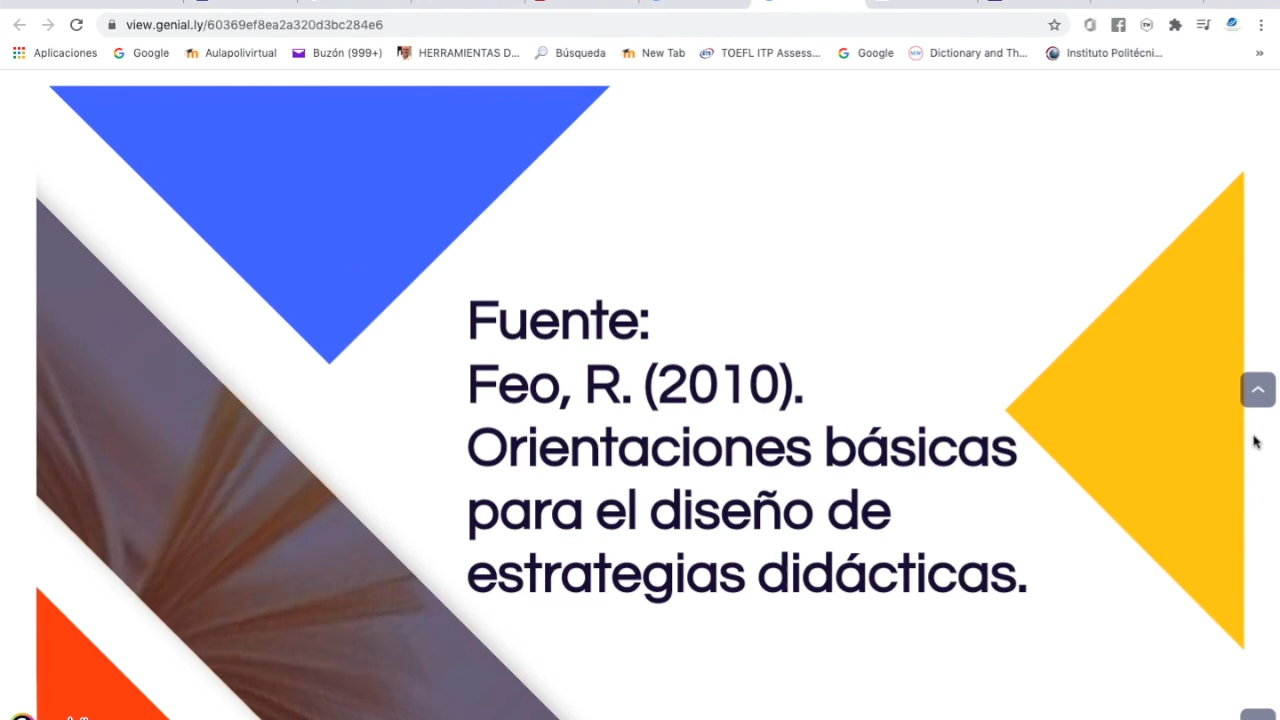 view.genial.ly/60369ef8ea2a320d3bc284e6
Aplicaciones Google Aulapolivirtual Buzón (999+) HERRAMIENTAS D... Búsqueda New Tab TOEFL ITP Assess... Google Dictionary and Th... Instituto Politécni... »
Fuente:
Feo, R. (2010).
Orientaciones básicas
para el diseño de
estrategias didácticas.